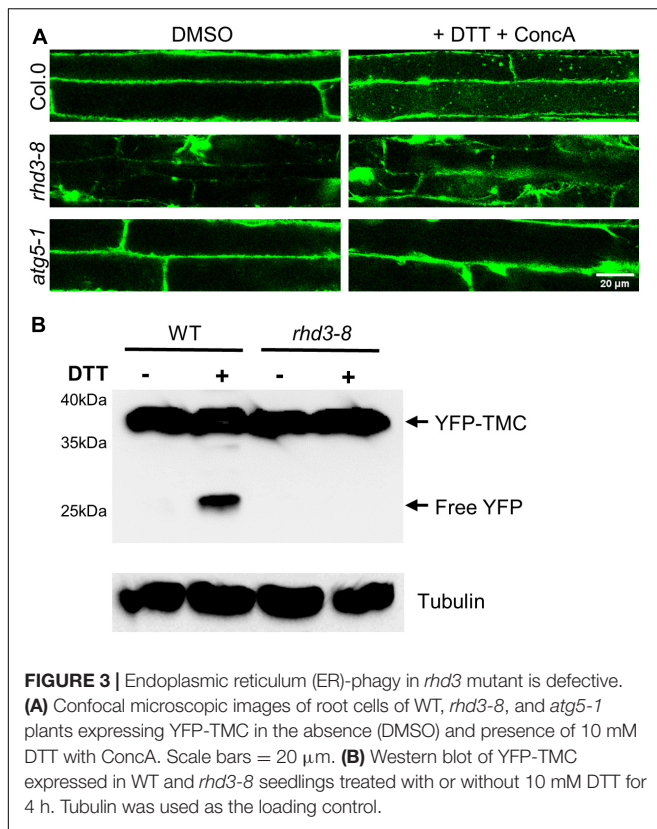 A
DMSO
+ DTT + ConcA
Col.0
rhd3-8
atg5-1
20 µm
B
WT
rhd3-8
DTT
- + - +
40kDa
YFP-TMC
35kDa
25kDa
Free YFP
Tubulin
FIGURE 3 | Endoplasmic reticulum (ER)-phagy in rhd3 mutant is defective.
(A) Confocal microscopic images of root cells of WT, rhd3-8, and atg5-1
plants expressing YFP-TMC in the absence (DMSO) and presence of 10 mM
DTT with ConcA. Scale bars = 20 µm. (B) Western blot of YFP-TMC
expressed in WT and rhd3-8 seedlings treated with or without 10 mM DTT for
4 h. Tubulin was used as the loading control.